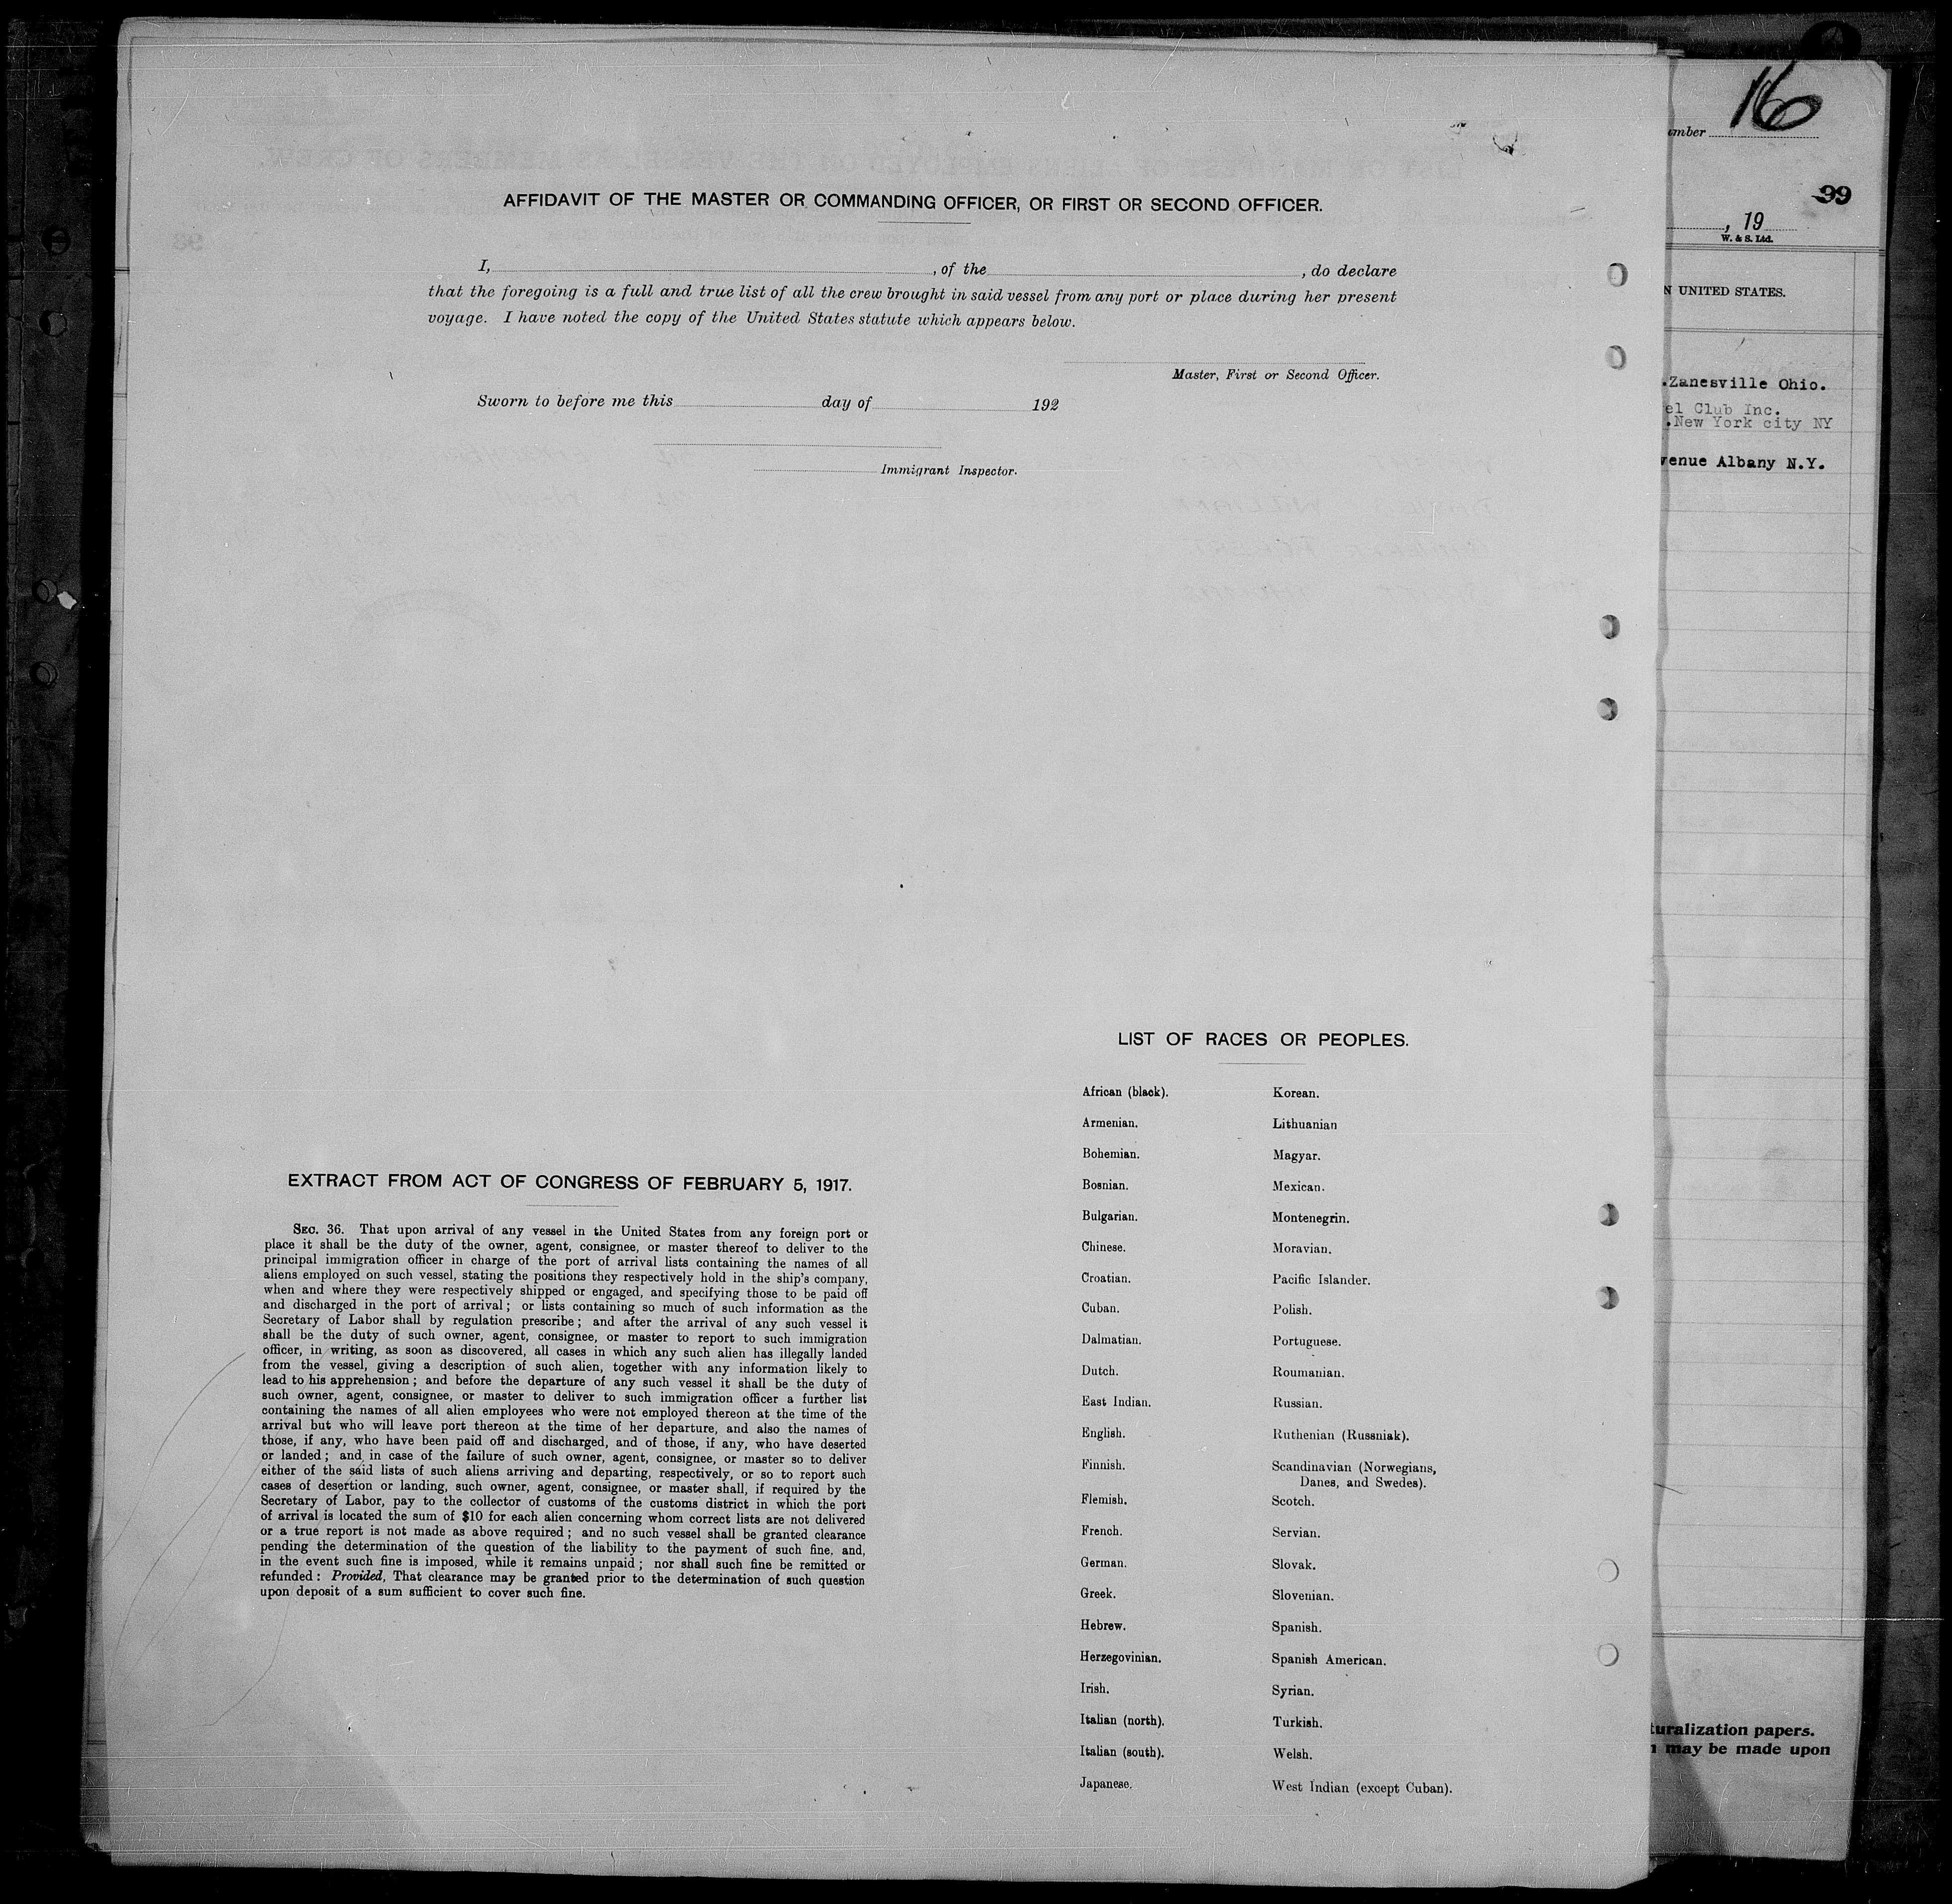 AFFIDAVIT OF THE MASTER OR COMMANDING OFFICER, OR FIRST OR SECOND OFFICER.
I, , of the , do declare
that the foregoing is a full and true list of all the crew brought in said vessel from any port or place during her present
voyage. I have noted the copy of the United States statute which appears below.
Master, First or Second Officer.
Sworn to before me this day of 192
Immigrant Inspector.
EXTRACT FROM ACT OF CONGRESS OF FEBRUARY 5, 1917.
SEC. 36. That upon arrival of any vessel in the United States from any foreign port or
place it shall be the duty of the owner, agent, consignee, or master thereof to deliver to the
principal immigration officer in charge of the port of arrival lists containing the names of all
aliens employed on such vessel, stating the positions they respectively hold in the ship's company,
when and where they were respectively shipped or engaged, and specifying those to be paid off
and discharged in the port of arrival; or lists containing so much of such information as the
Secretary of Labor shall by regulation prescribe; and after the arrival of any such vessel it
shall be the duty of such owner, agent, consignee, or master to report to such immigration
officer, in writing, as soon as discovered, all cases in which any such alien has illegally landed
from the vessel, giving a description of such alien, together with any information likely to
lead to his apprehension; and before the departure of any such vessel it shall be the duty of
such owner, agent, consignee, or master to deliver to such immigration officer a further list
containing the names of all alien employees who were not employed thereon at the time of the
arrival but who will leave port thereon at the time of her departure, and also the names of
those, if any, who have been paid off and discharged, and of those, if any, who have deserted
or landed; and in case of the failure of such owner, agent, consignee, or master so to deliver
either of the said lists of such aliens arriving and departing, respectively, or so to report such
cases of desertion or landing, such owner, agent, consignee, or master shall, if required by the
Secretary of Labor, pay to the collector of customs of the customs district in which the port
of arrival is located the sum of $10 for each alien concerning whom correct lists are not delivered
or a true report is not made as above required; and no such vessel shall be granted clearance
pending the determination of the question of the liability to the payment of such fine, and,
in the event such fine is imposed, while it remains unpaid; nor shall such fine be remitted or
refunded: Provided, That clearance may be granted prior to the determination of such question
upon deposit of a sum sufficient to cover such fine.
LIST OF RACES OR PEOPLES.
African (black).
Armenian.
Bohemian.
Bosnian.
Bulgarian.
Chinese.
Croatian.
Cuban.
Dalmatian.
Dutch.
East Indian.
English.
Finnish.
Flemish.
French.
German.
Greek.
Hebrew.
Herzegovinian.
Irish.
Italian (north).
Italian (south).
Japanese.
Korean.
Lithuanian
Magyar.
Mexican.
Montenegrin.
Moravian.
Pacific Islander.
Polish.
Portuguese.
Roumanian.
Russian.
Ruthenian (Russniak).
Scandinavian (Norwegians,
Danes, and Swedes).
Scotch.
Servian.
Slovak.
Slovenian.
Spanish.
Spanish American.
Syrian.
Turkish.
Welsh.
West Indian (except Cuban).
umber 16
99
, 19
W. & S. Ltd.
N UNITED STATES.
.Zanesville Ohio.
el Club Inc.
.New York city NY
venue Albany N.Y.
turalization papers.
n may be made upon